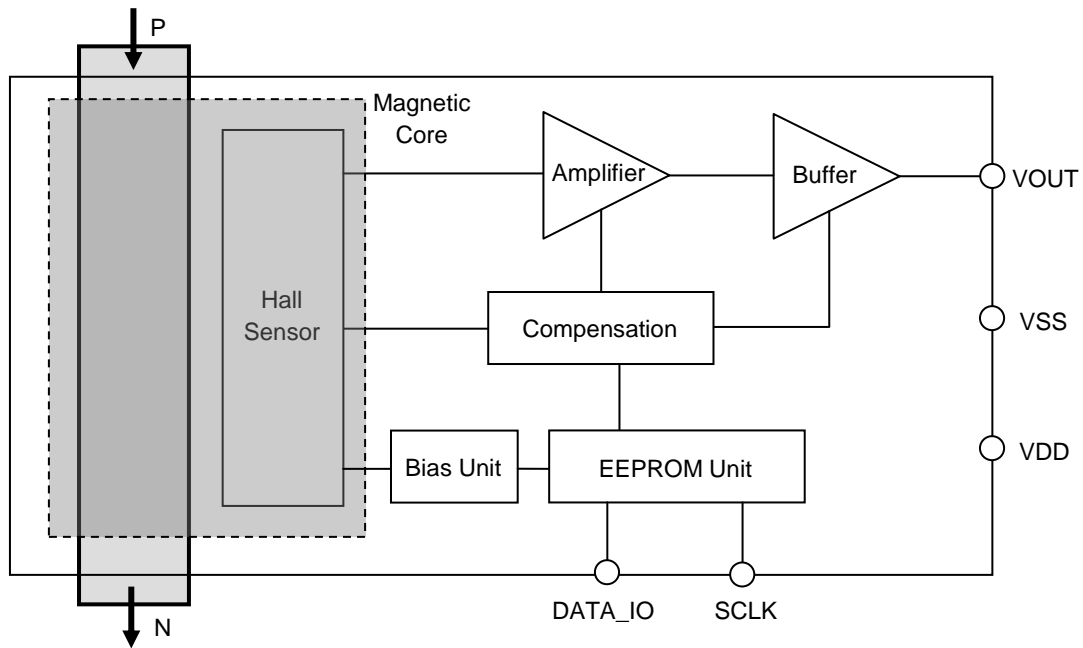 P
Magnetic
Core
Amplifier
Buffer
VOUT
Hall
Sensor
Compensation
VSS
Bias Unit
EEPROM Unit
VDD
DATA_IO
SCLK
N